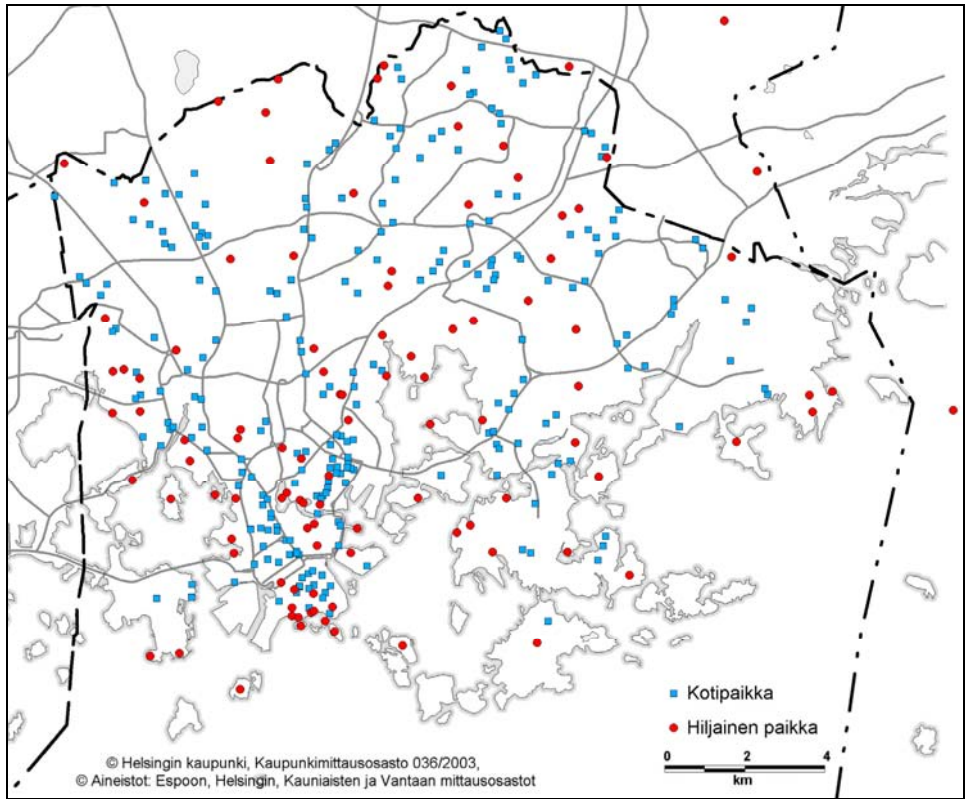 Kotipaikka
Hiljainen paikka
0 2 4
km
© Helsingin kaupunki, Kaupunkimittausosasto 036/2003,
© Aineistot: Espoon, Helsingin, Kauniaisten ja Vantaan mittausosastot